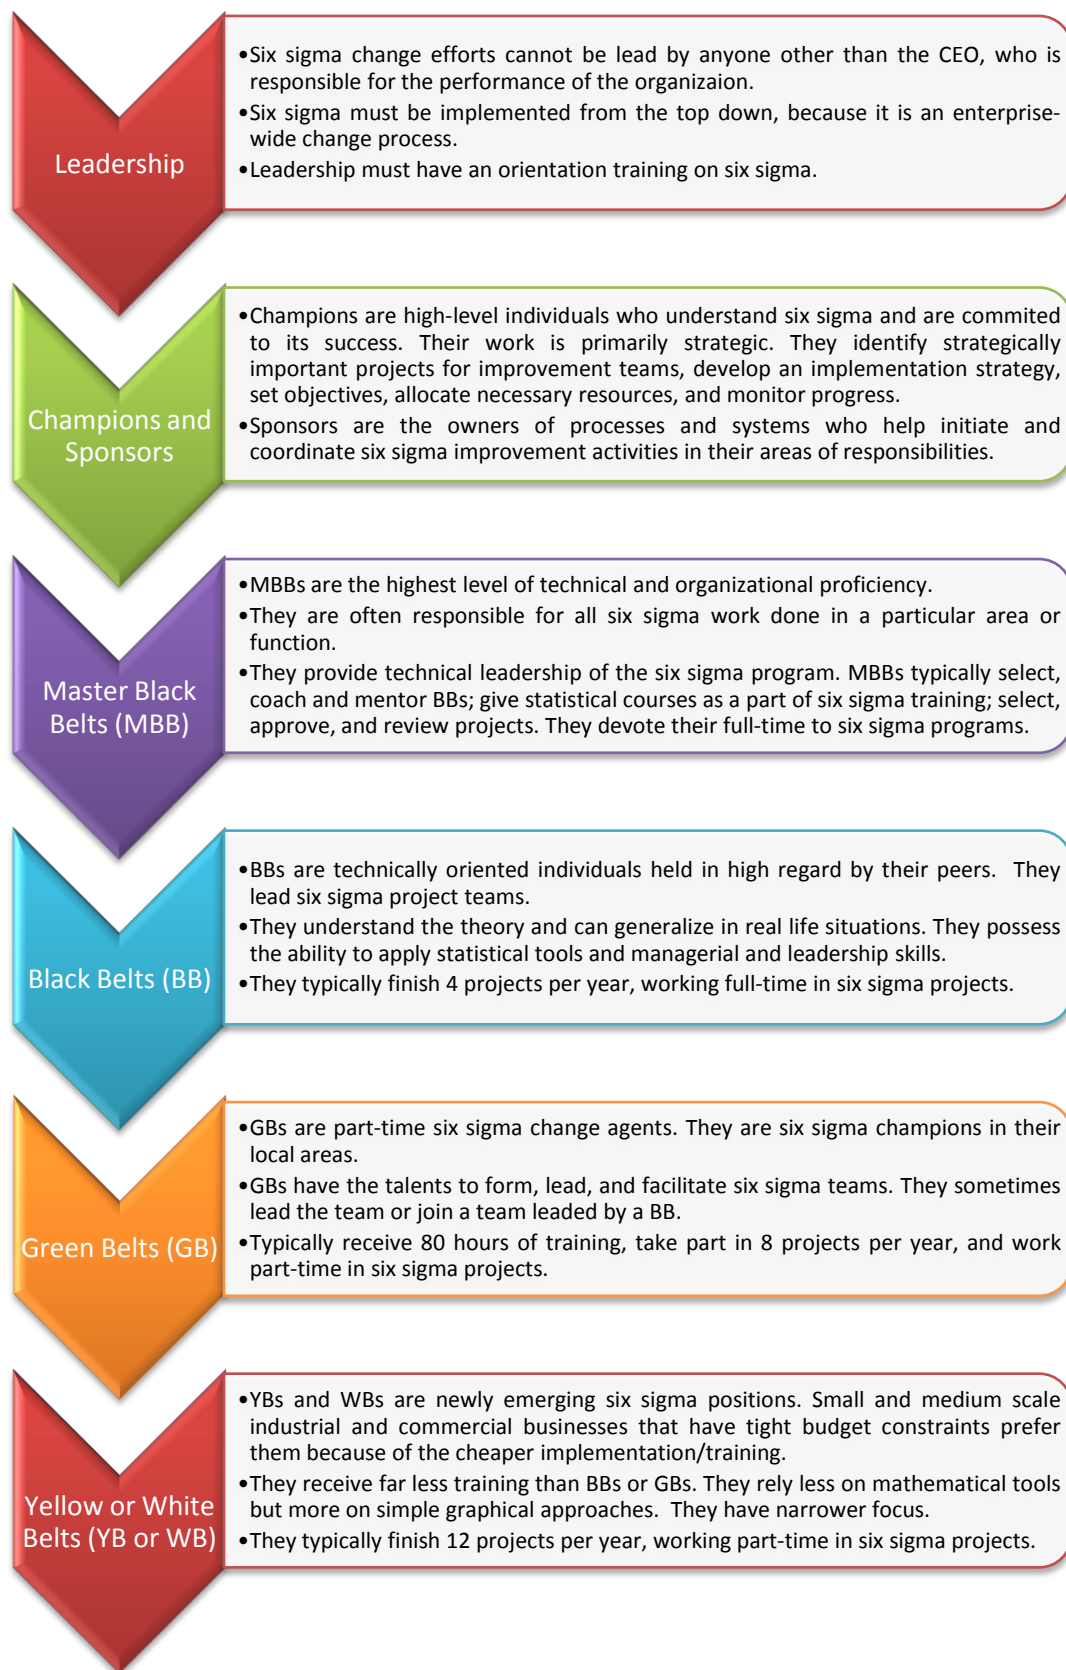 Leadership
•Six sigma change efforts cannot be lead by anyone other than the CEO, who is
responsible for the performance of the organizaion.
•Six sigma must be implemented from the top down, because it is an enterprise-
wide change process.
•Leadership must have an orientation training on six sigma.
Champions and
Sponsors
•Champions are high-level individuals who understand six sigma and are commited
to its success. Their work is primarily strategic. They identify strategically
important projects for improvement teams, develop an implementation strategy,
set objectives, allocate necessary resources, and monitor progress.
•Sponsors are the owners of processes and systems who help initiate and
coordinate six sigma improvement activities in their areas of responsibilities.
Master Black
Belts (MBB)
•MBBs are the highest level of technical and organizational proficiency.
•They are often responsible for all six sigma work done in a particular area or
function.
•They provide technical leadership of the six sigma program. MBBs typically select,
coach and mentor BBs; give statistical courses as a part of six sigma training; select,
approve, and review projects. They devote their full-time to six sigma programs.
Black Belts (BB)
•BBs are technically oriented individuals held in high regard by their peers. They
lead six sigma project teams.
•They understand the theory and can generalize in real life situations. They possess
the ability to apply statistical tools and managerial and leadership skills.
•They typically finish 4 projects per year, working full-time in six sigma projects.
Green Belts (GB)
•GBs are part-time six sigma change agents. They are six sigma champions in their
local areas.
•GBs have the talents to form, lead, and facilitate six sigma teams. They sometimes
lead the team or join a team leaded by a BB.
•Typically receive 80 hours of training, take part in 8 projects per year, and work
part-time in six sigma projects.
Yellow or White
Belts (YB or WB)
•YBs and WBs are newly emerging six sigma positions. Small and medium scale
industrial and commercial businesses that have tight budget constraints prefer
them because of the cheaper implementation/training.
•They receive far less training than BBs or GBs. They rely less on mathematical tools
but more on simple graphical approaches. They have narrower focus.
•They typically finish 12 projects per year, working part-time in six sigma projects.